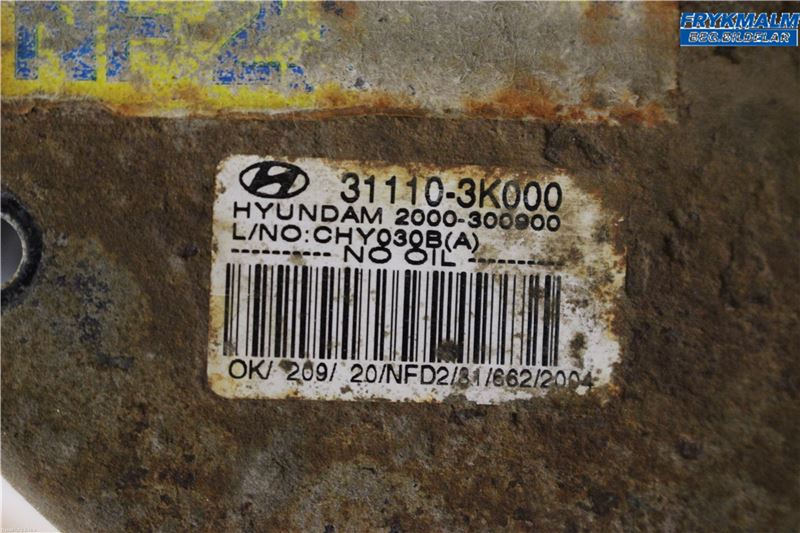 NF2
FRYKMALM
BEG.BILDELAR
31110-3K000
HYUNDAM 2000-300900
L/NO:CHY030B(A)
---------- NO OIL ----------
OK/ 209/ 20/NFD2/31/662/2004